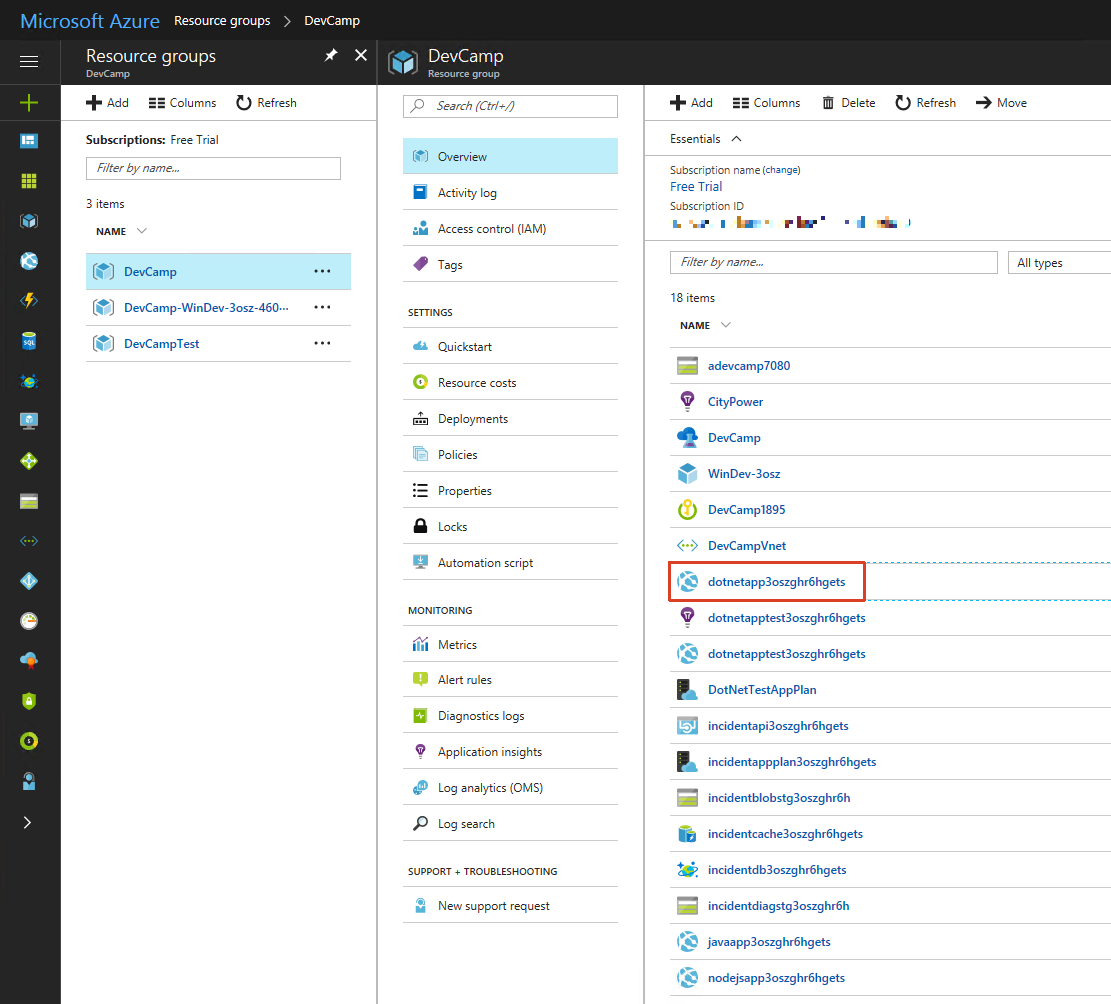 Microsoft Azure Resource groups > DevCamp
Resource groups
DevCamp
Add Columns Refresh
Subscriptions: Free Trial
Filter by name...
3 items
NAME
DevCamp ...
DevCamp-WinDev-3osz-460... ...
DevCampTest ...
DevCamp
Resource group
Search (Ctrl+/)
Overview
Activity log
Access control (IAM)
Tags
SETTINGS
Quickstart
Resource costs
Deployments
Policies
Properties
Locks
Automation script
MONITORING
Metrics
Alert rules
Diagnostics logs
Application insights
Log analytics (OMS)
Log search
SUPPORT + TROUBLESHOOTING
New support request
Add Columns Delete Refresh Move
Essentials
Subscription name (change)
Free Trial
Subscription ID
Filter by name...
All types
18 items
NAME
adevcamp7080
CityPower
DevCamp
WinDev-3osz
DevCamp1895
DevCampVnet
dotnetapp3oszghr6hgets
dotnetapptest3oszghr6hgets
dotnetapptest3oszghr6hgets
DotNetTestAppPlan
incidentapi3oszghr6hgets
incidentappplan3oszghr6hgets
incidentblobstg3oszghr6h
incidentcache3oszghr6hgets
incidentdb3oszghr6hgets
incidentdiagstg3oszghr6h
javaapp3oszghr6hgets
nodejsapp3oszghr6hgets